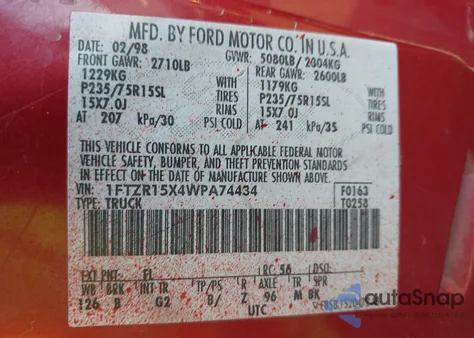 MFD. BY FORD MOTOR CO. IN U.S.A.
DATE: 02/98 GVWR: 5080LB/ 2304KG
FRONT GAWR: 2710LB REAR GAWR: 2600LB
1229KG WITH 1179KG WITH
P235/75R15SL TIRES P235/75R15SL TIRES
15X7.0J RIMS 15X7.0J RIMS
AT 207 kPa/30 PSI COLD AT 241 kPa/35 PSI COLD
THIS VEHICLE CONFORMS TO ALL APPLICABLE FEDERAL MOTOR
VEHICLE SAFETY, BUMPER, AND THEFT PREVENTION STANDARDS
IN EFFECT ON THE DATE OF MANUFACTURE SHOWN ABOVE.
VIN: 1FTZR15X4WPA74434 F0163
TYPE: TRUCK T0258
EXT PNT: FL RC: 56 DSO:
WB BRK INT TR TP/PS R AXLE TR SPR
126 B G2 B/ Z 96 M BK
UTC
autoSnap